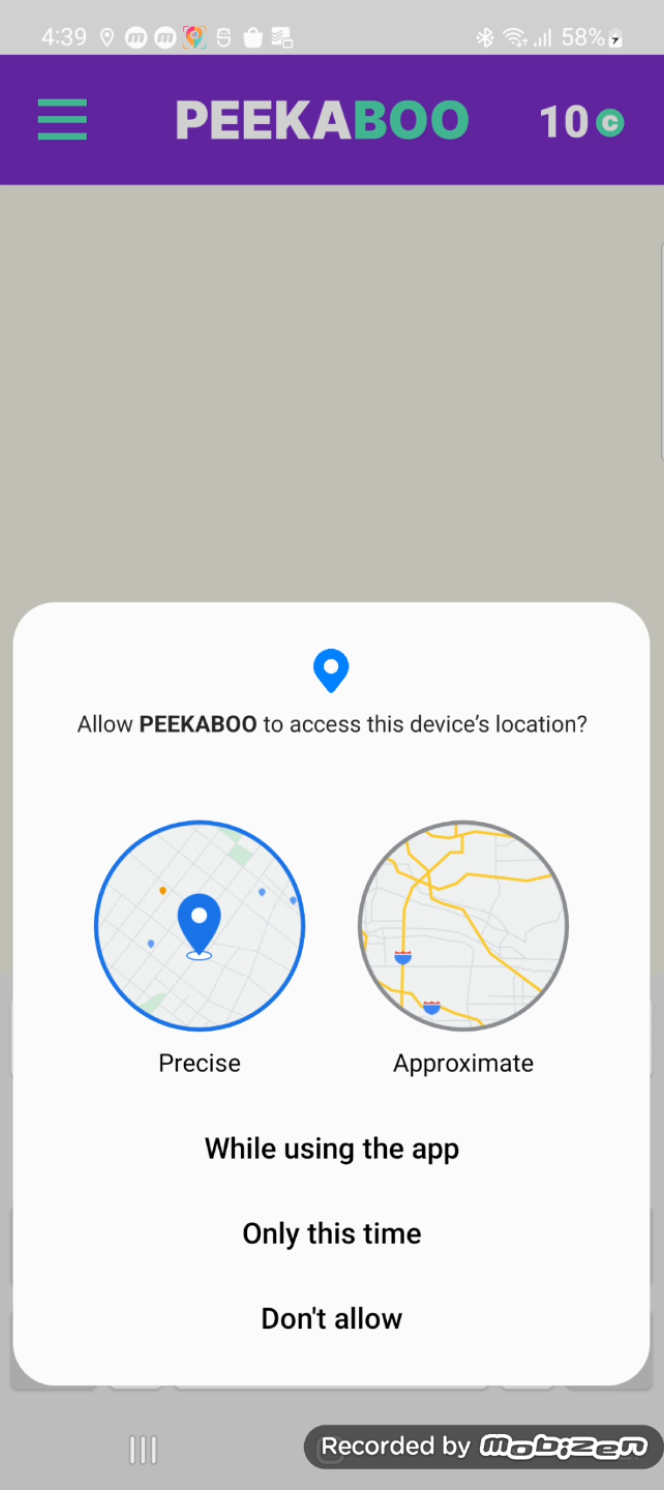 4:39 58%
PEEKABOO 10 C
Allow PEEKABOO to access this device's location?
Precise Approximate
While using the app
Only this time
Don't allow
Recorded by mobizen